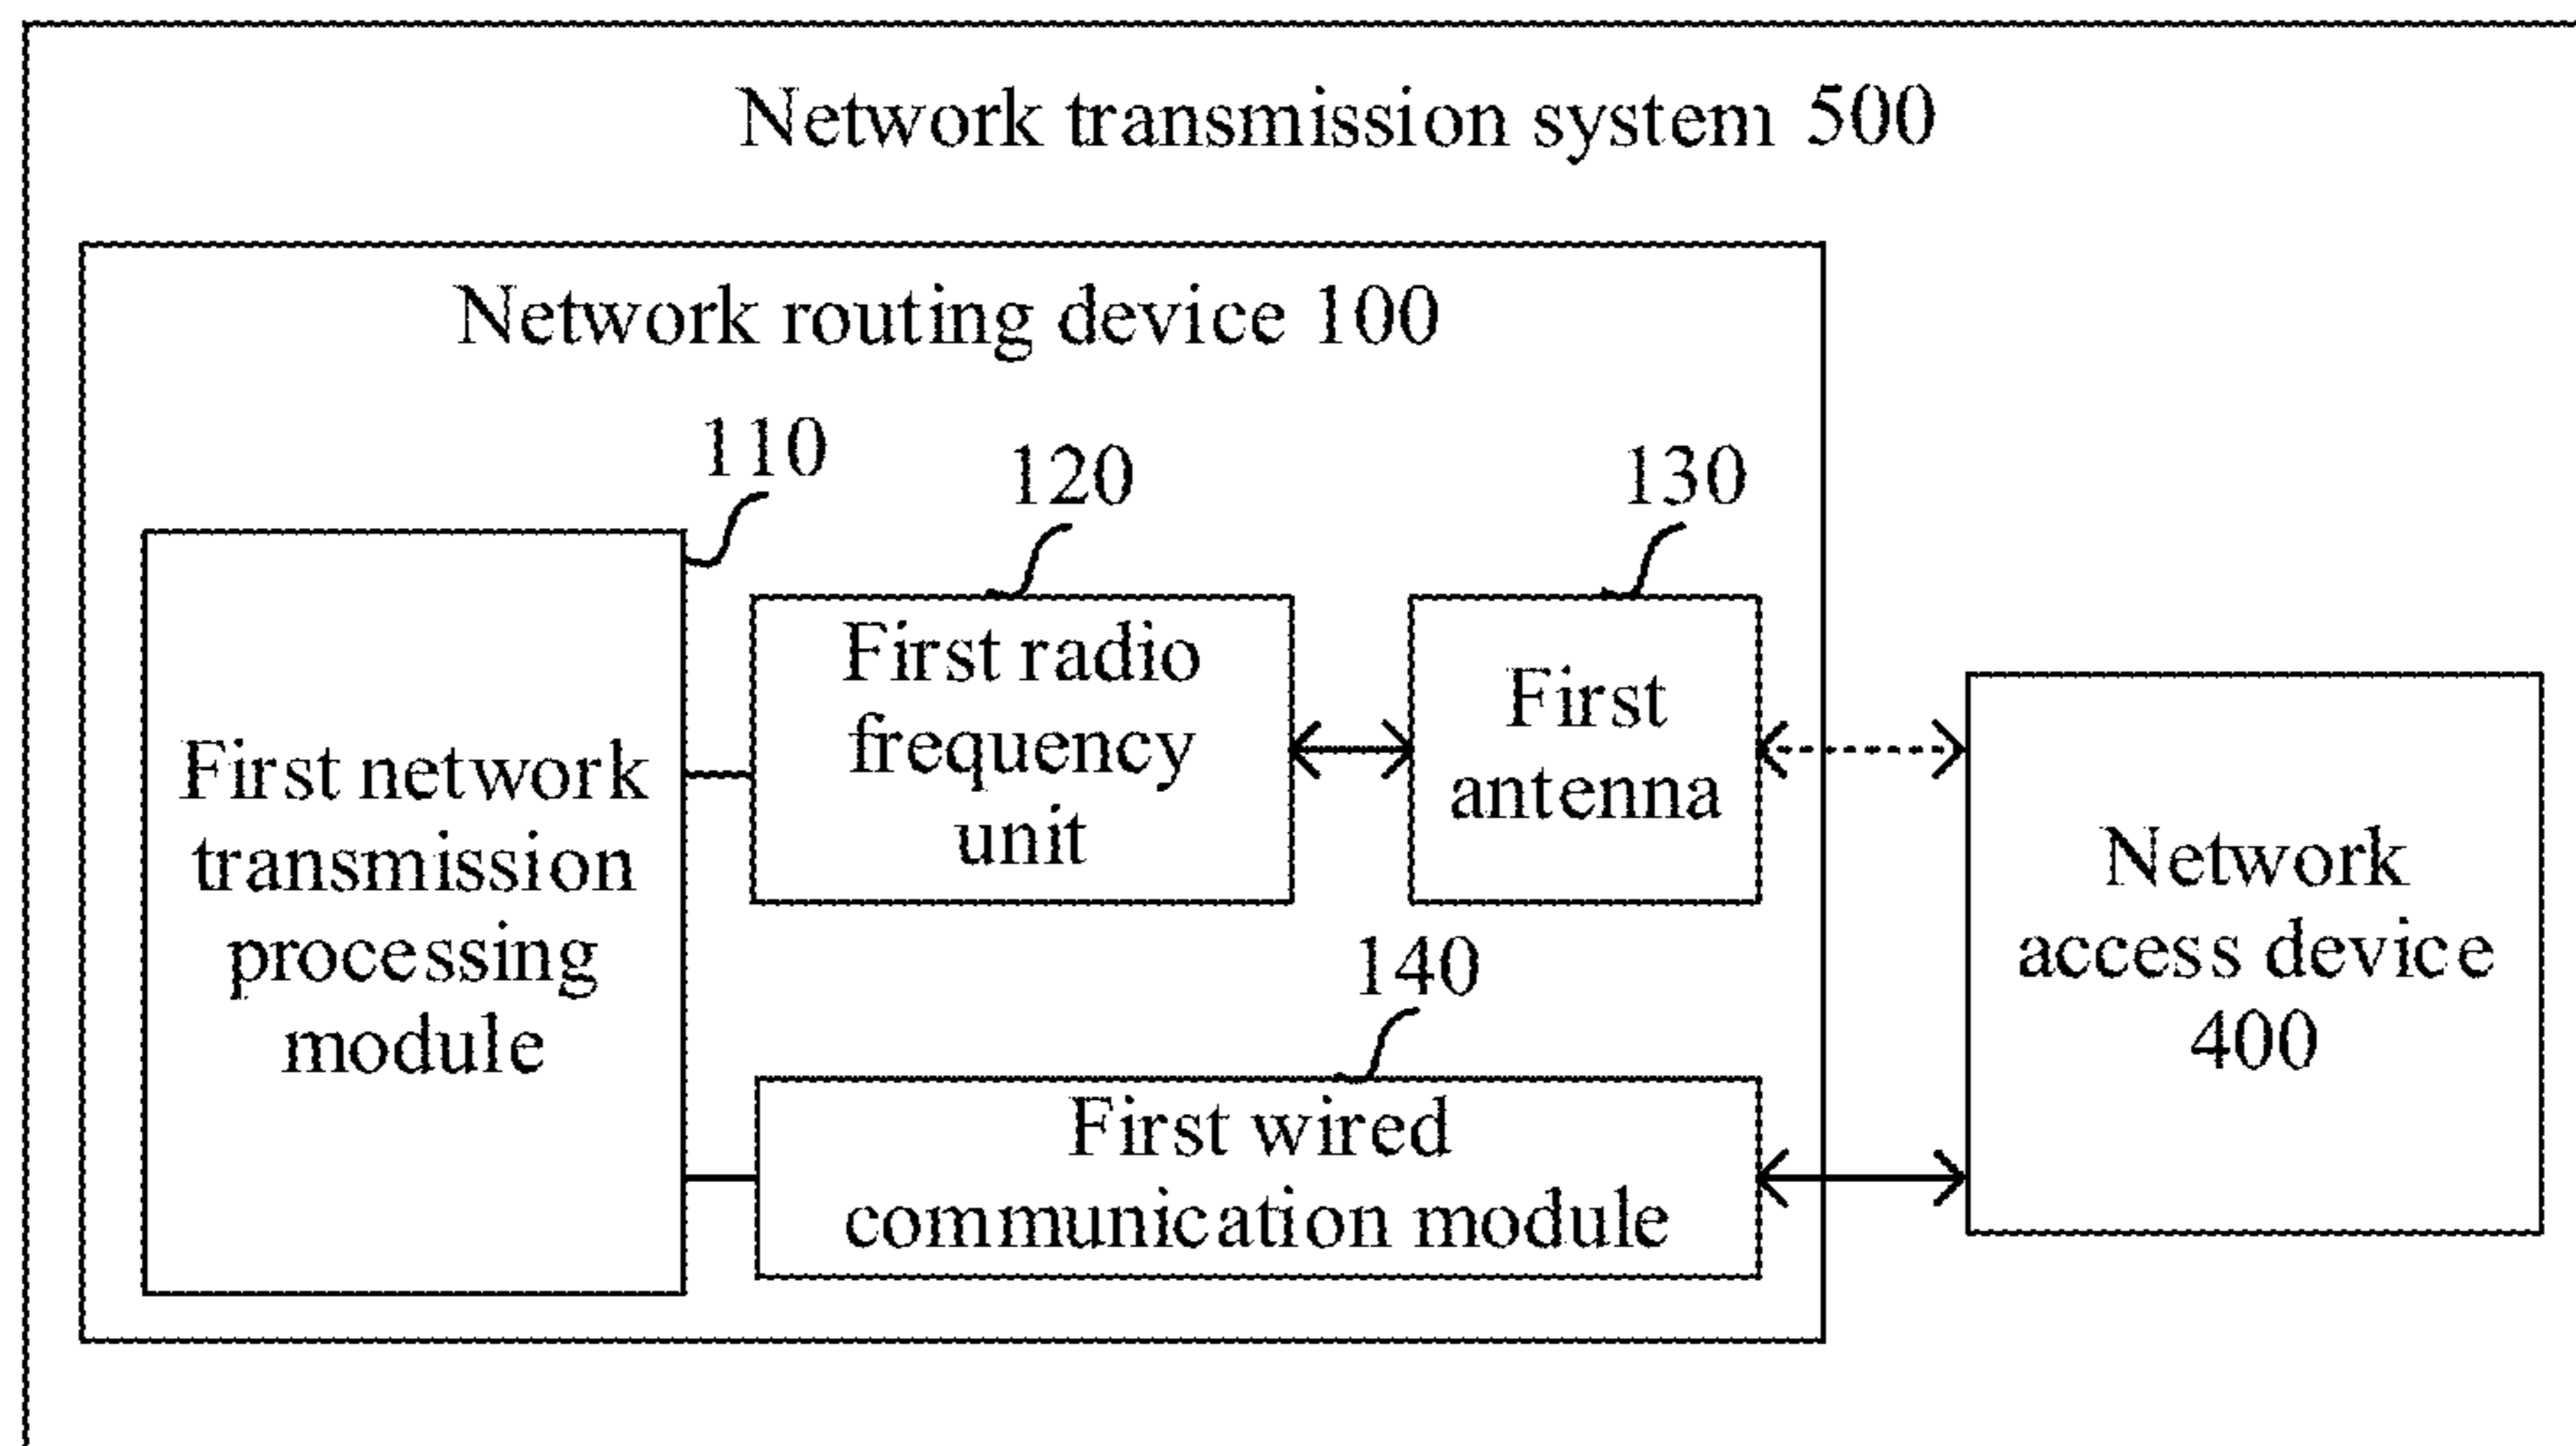 Network transmission system 500
Network routing device 100
110
120
130
First network
transmission
processing
module
First radio
frequency
unit
First
antenna
140
First wired
communication module
Network
access device
400